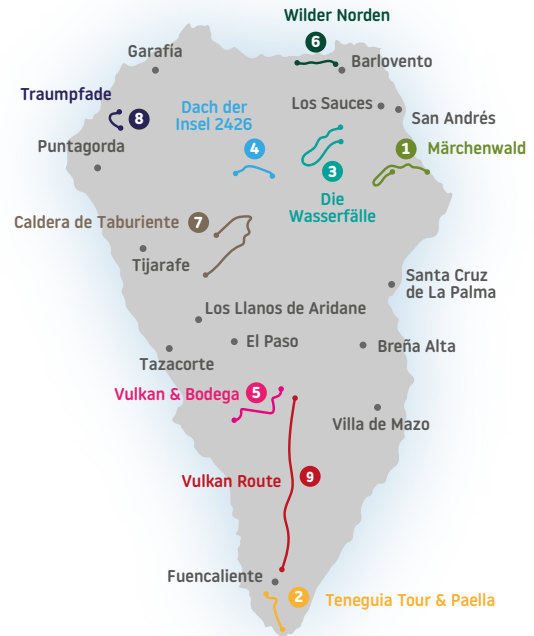 Wilder Norden
6
Garafía
Barlovento
Traumpfade
8
Dach der
Insel 2426
4
Los Sauces
San Andrés
Puntagorda
1
Märchenwald
3
Die
Wasserfälle
Caldera de Taburiente
7
Tijarafe
Santa Cruz
de La Palma
Los Llanos de Aridane
El Paso
Breña Alta
Tazacorte
Vulkan & Bodega
5
Villa de Mazo
Vulkan Route
9
Fuencaliente
2
Teneguia Tour & Paella